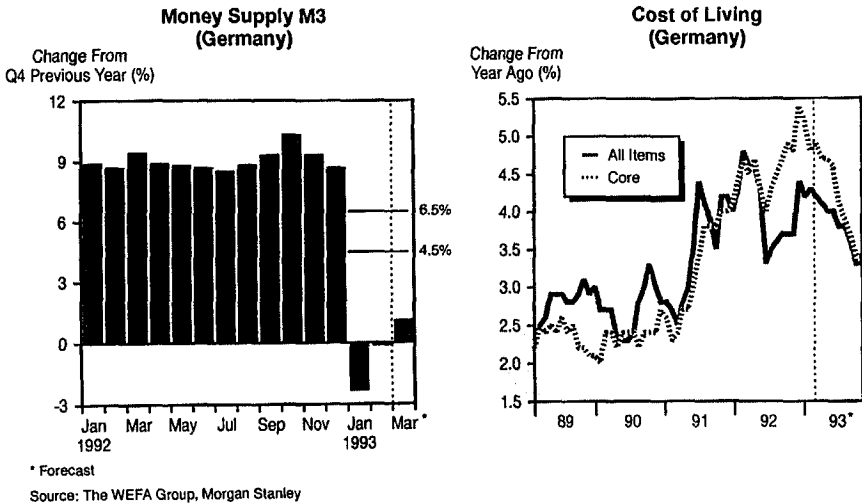 Money Supply M3
(Germany)
Change From
Q4 Previous Year (%)
12
9
6
3
0
-3
6.5%
4.5%
Jan Mar May Jul Sep Nov Jan Mar *
1992 1993
* Forecast
Source: The WEFA Group, Morgan Stanley
Cost of Living
(Germany)
Change From
Year Ago (%)
5.5
5.0
4.5
4.0
3.5
3.0
2.5
2.0
1.5
All Items
Core
89 90 91 92 93*